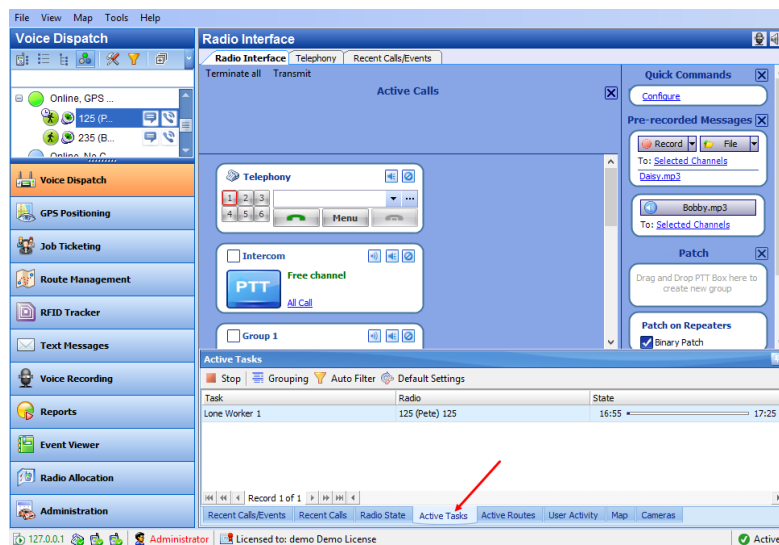 File View Map Tools Help
Voice Dispatch
Online, GPS ...
125 (P...
235 (B...
Online, No C
Voice Dispatch
GPS Positioning
Job Ticketing
Route Management
RFID Tracker
Text Messages
Voice Recording
Reports
Event Viewer
Radio Allocation
Administration
Radio Interface
Radio Interface Telephony Recent Calls/Events
Terminate all Transmit
Active Calls
Telephony
1 2 3
4 5 6 Menu
Intercom
PTT Free channel
All Call
Group 1
Quick Commands
Configure
Pre-recorded Messages
Record File
To: Selected Channels
Daisy.mp3
Bobby.mp3
To: Selected Channels
Patch
Drag and Drop PTT Box here to
create new group
Patch on Repeaters
Binary Patch
Active Tasks
Stop Grouping Auto Filter Default Settings
Task Radio State
Lone Worker 1 125 (Pete) 125 16:55 17:25
Record 1 of 1
Recent Calls/Events Recent Calls Radio State Active Tasks Active Routes User Activity Map Cameras
127.0.0.1 Administrator Licensed to: demo Demo License Active